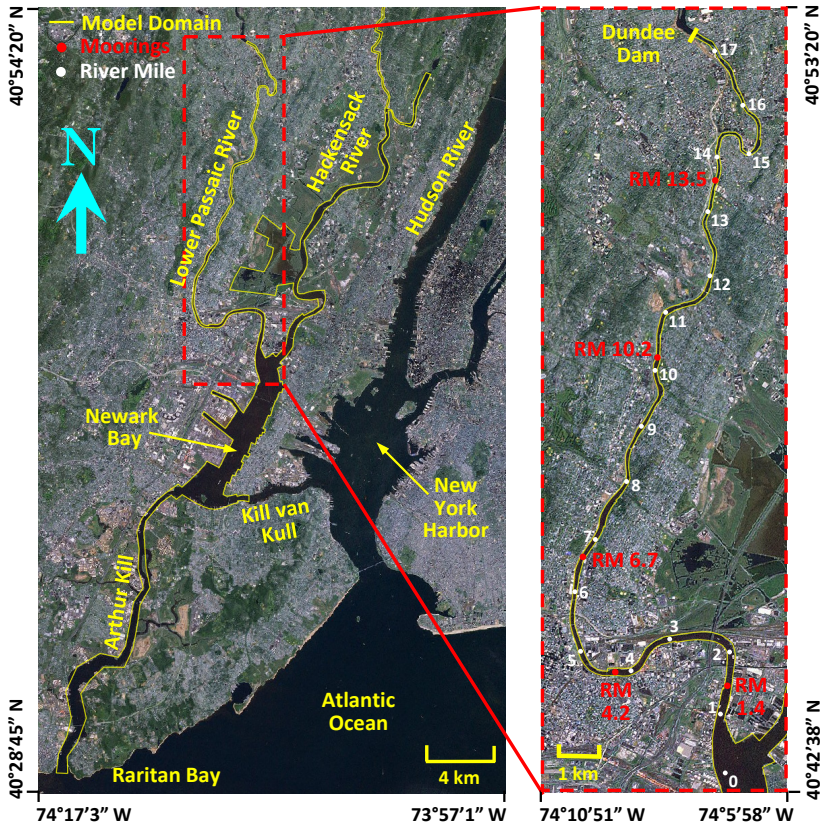 Model Domain
Moorings
River Mile
N
Lower Passaic River
Hackensack
River
Hudson River
Newark
Bay
Kill van
Kull
New
York
Harbor
Arthur Kill
Atlantic
Ocean
Raritan Bay
4 km
40°54’20” N
40°28’45” N
74°17’3” W
73°57’1” W
Dundee
Dam
17
16
15
14
RM 13.5
13
12
11
RM 10.2
10
9
8
7
RM 6.7
6
3
5
4
2
RM
4.2
RM
1.4
1
0
1 km
40°53’20” N
40°42’38” N
74°10’51” W
74°5’58” W